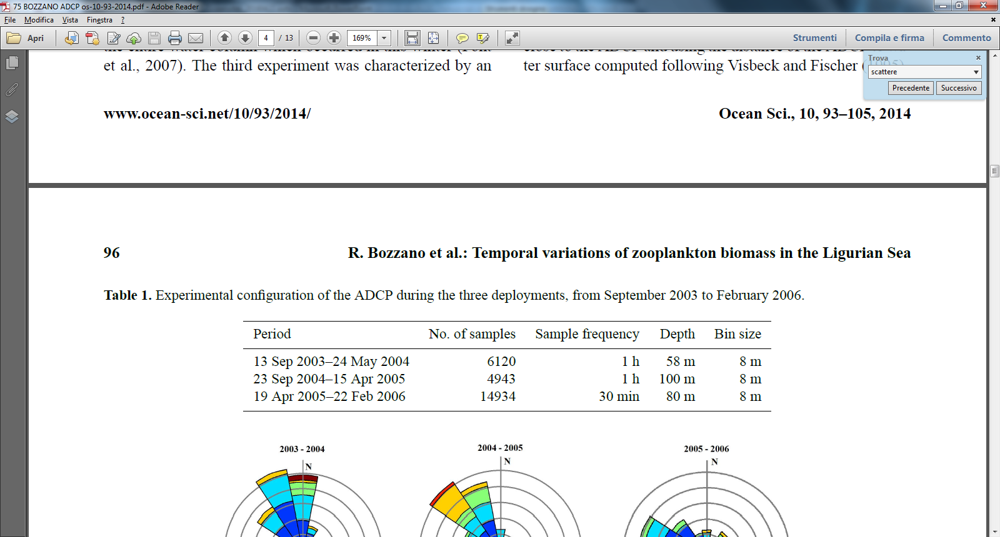 75 BOZZANO ADCP os-10-93-2014.pdf - Adobe Reader
File Modifica Vista Finestra ?
Apri 4 / 13 169% Strumenti Compila e firma Commento
et al., 2007). The third experiment was characterized by an
ter surface computed following Visbeck and Fischer
Trova
scattere
Precedente Successivo
www.ocean-sci.net/10/93/2014/ Ocean Sci., 10, 93–105, 2014
96 R. Bozzano et al.: Temporal variations of zooplankton biomass in the Ligurian Sea
Table 1. Experimental configuration of the ADCP during the three deployments, from September 2003 to February 2006.
Period No. of samples Sample frequency Depth Bin size
13 Sep 2003–24 May 2004 6120 1 h 58 m 8 m
23 Sep 2004–15 Apr 2005 4943 1 h 100 m 8 m
19 Apr 2005–22 Feb 2006 14934 30 min 80 m 8 m
2003 - 2004 2004 - 2005 2005 - 2006
N N N